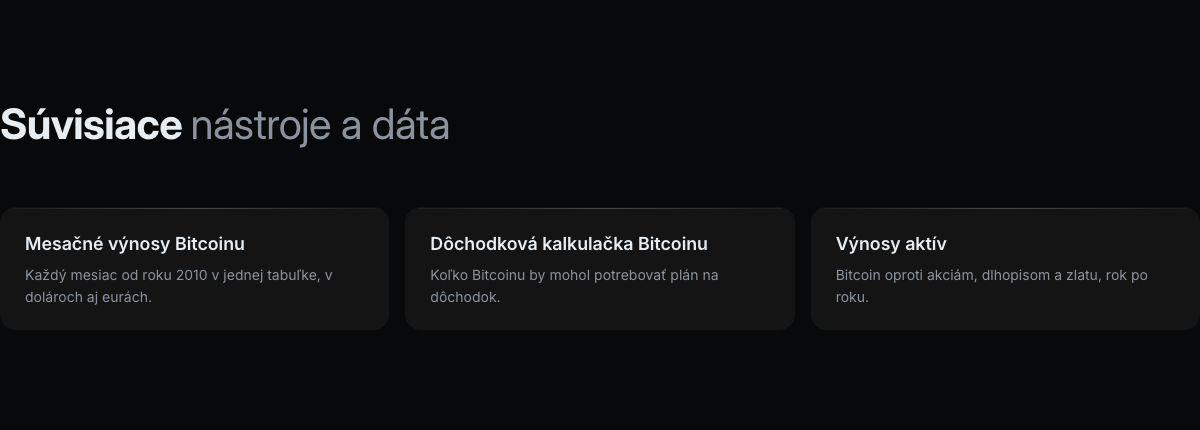 Súvisiace nástroje a dáta
Mesačné výnosy Bitcoinu
Každý mesiac od roku 2010 v jednej tabuľke, v
dolároch aj eurách.
Dôchodková kalkulačka Bitcoinu
Koľko Bitcoinu by mohol potrebovať plán na
dôchodok.
Výnosy aktív
Bitcoin oproti akciám, dlhopisom a zlatu, rok po
roku.